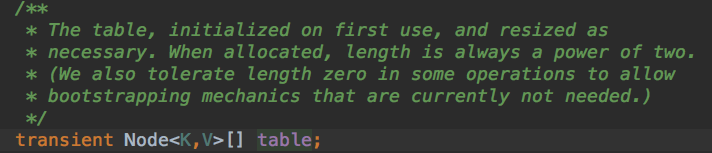 /**
* The table, initialized on first use, and resized as
* necessary. When allocated, length is always a power of two.
* (We also tolerate length zero in some operations to allow
* bootstrapping mechanics that are currently not needed.)
*/
transient Node<K,V>[] table;